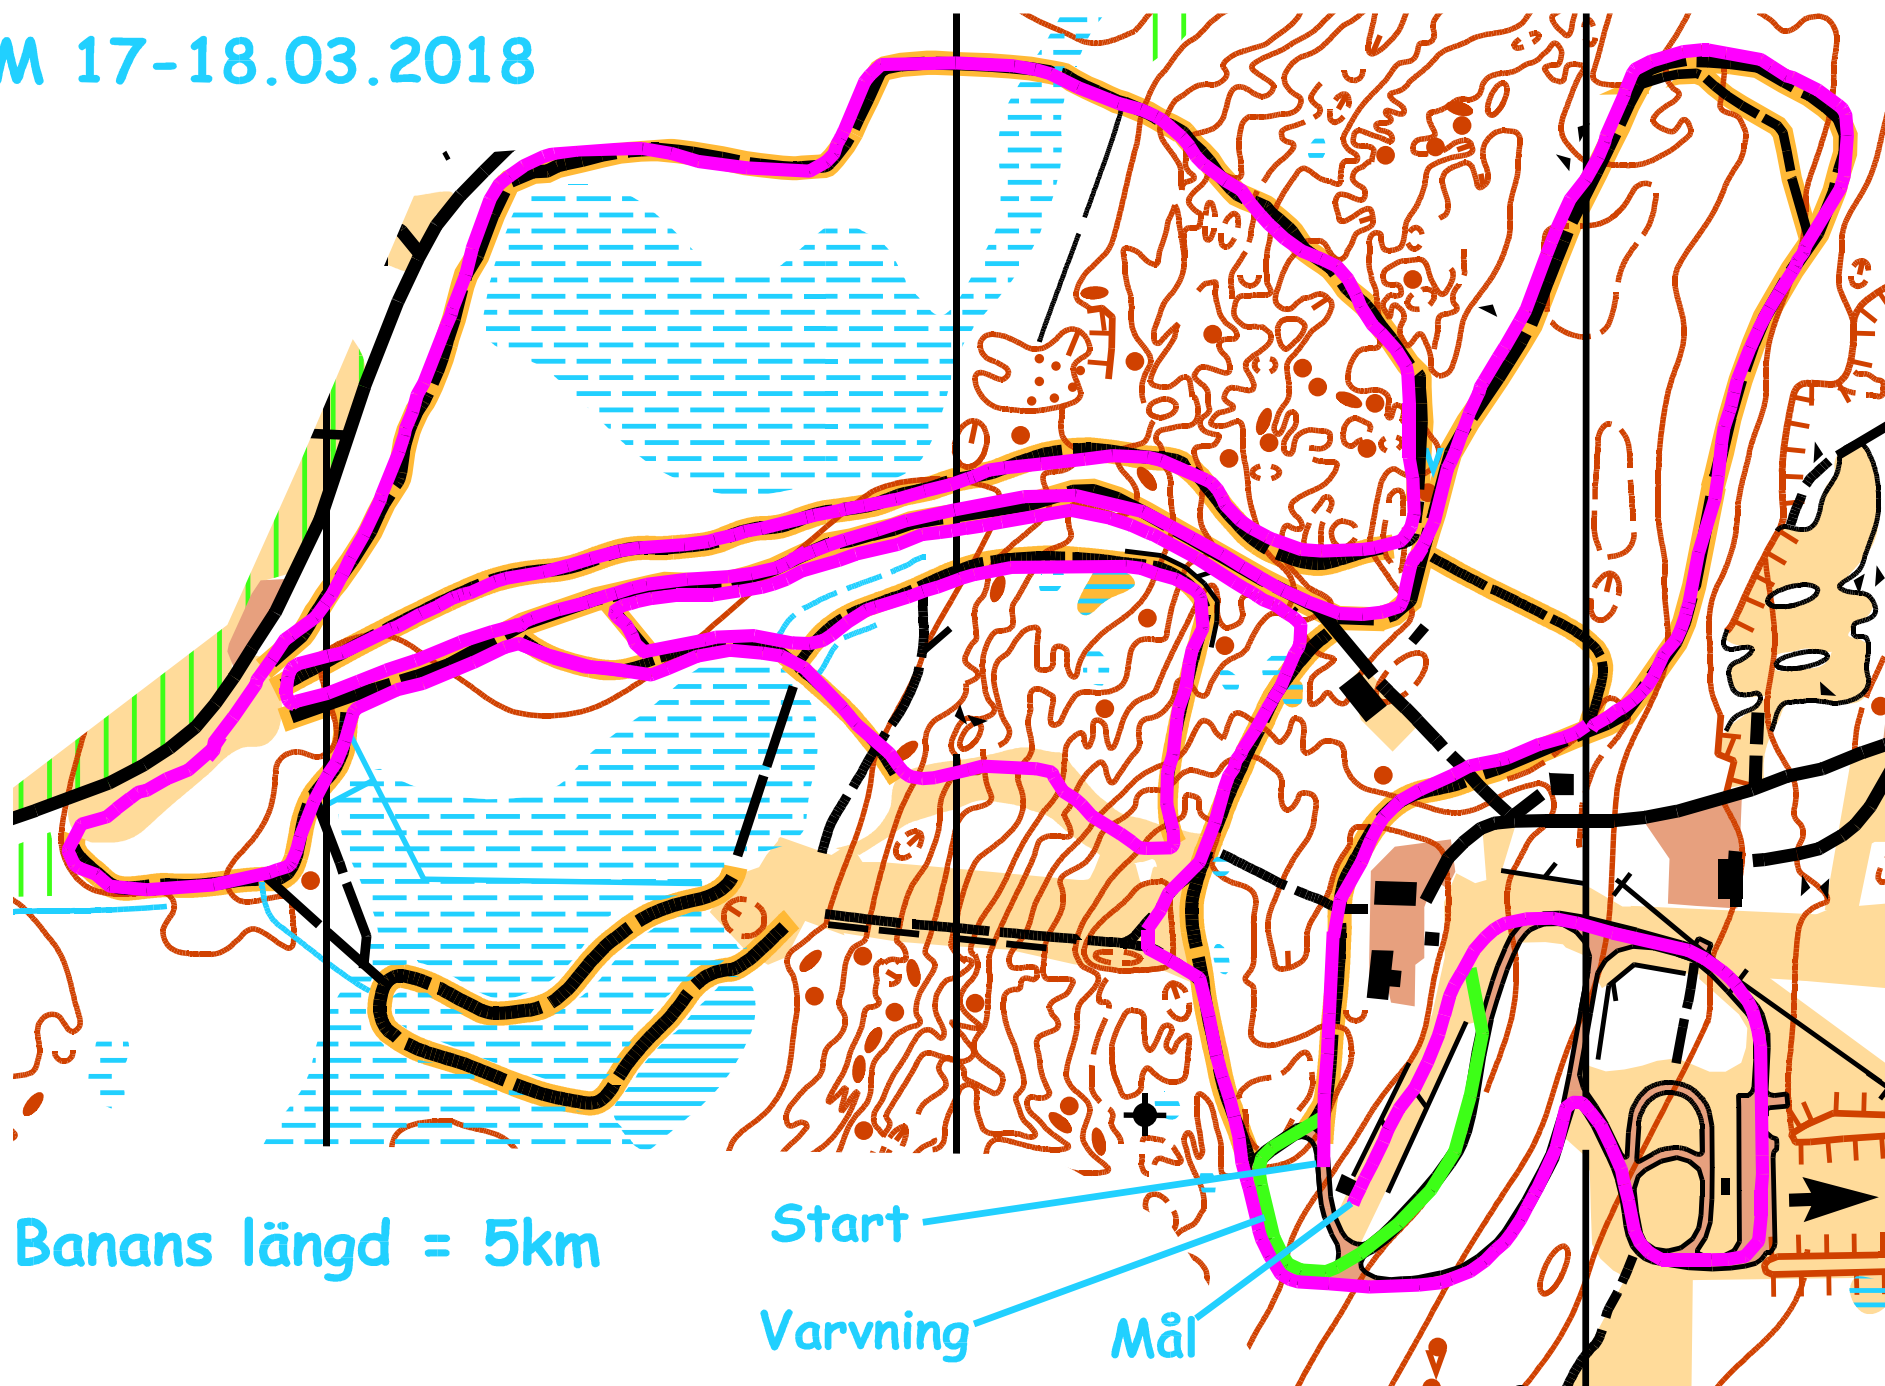 M 17-18.03.2018
Start
Banans längd = 5km
Varvning
Mål